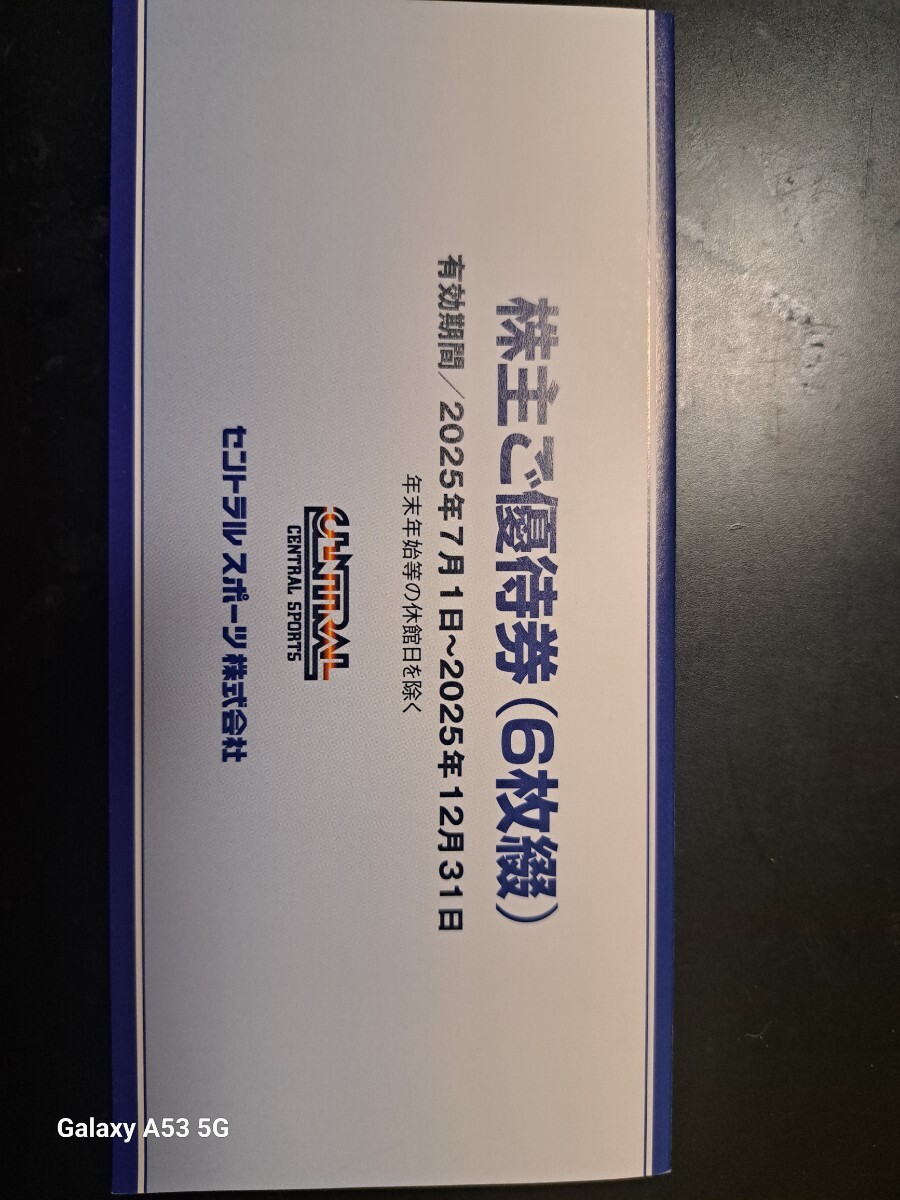 株主ご優待券(6枚綴)
有効期間／2025年7月1日〜2025年12月31日
年末年始等の休館日を除く
CENTRAL
CENTRAL SPORTS
セントラルスポーツ株式会社
Galaxy A53 5G